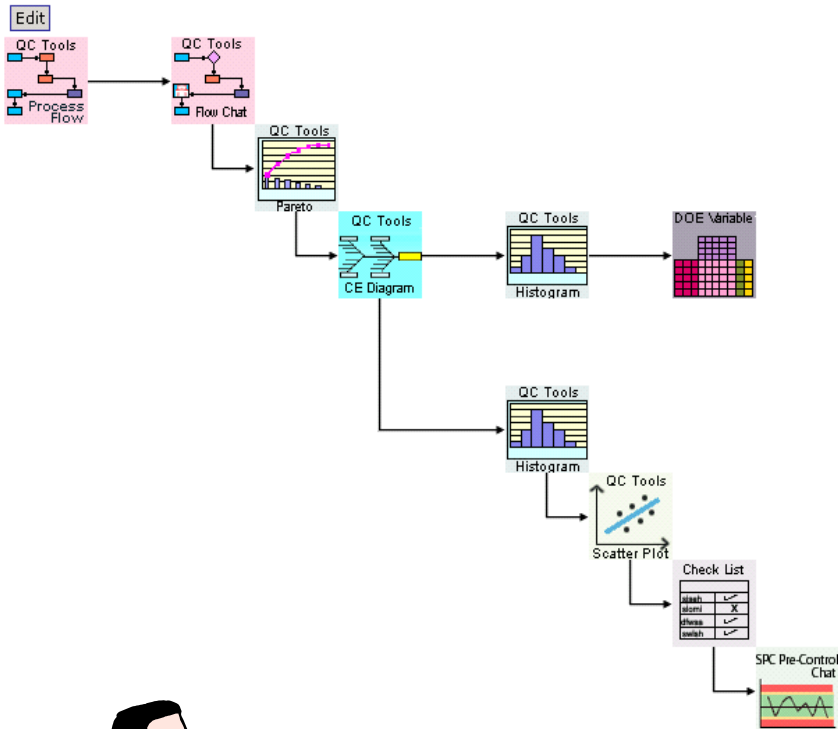 Edit
QC Tools
Process
Flow
QC Tools
Flow Chat
QC Tools
Pareto
QC Tools
CE Diagram
QC Tools
Histogram
DOE Variable
QC Tools
Histogram
QC Tools
Scatter Plot
Check List
slomi X
SPC Pre-Control
Chat